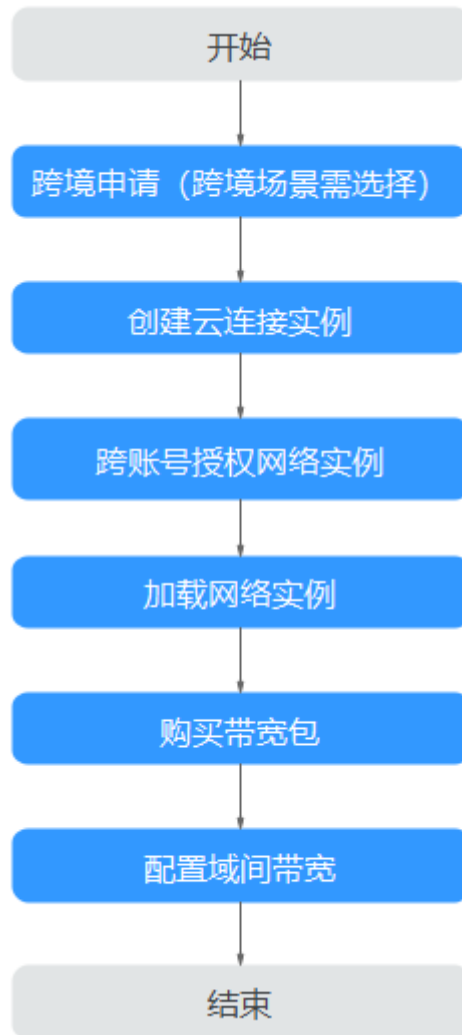 开始
跨境申请（跨境场景需选择）
创建云连接实例
跨账号授权网络实例
加载网络实例
购买带宽包
配置域间带宽
结束